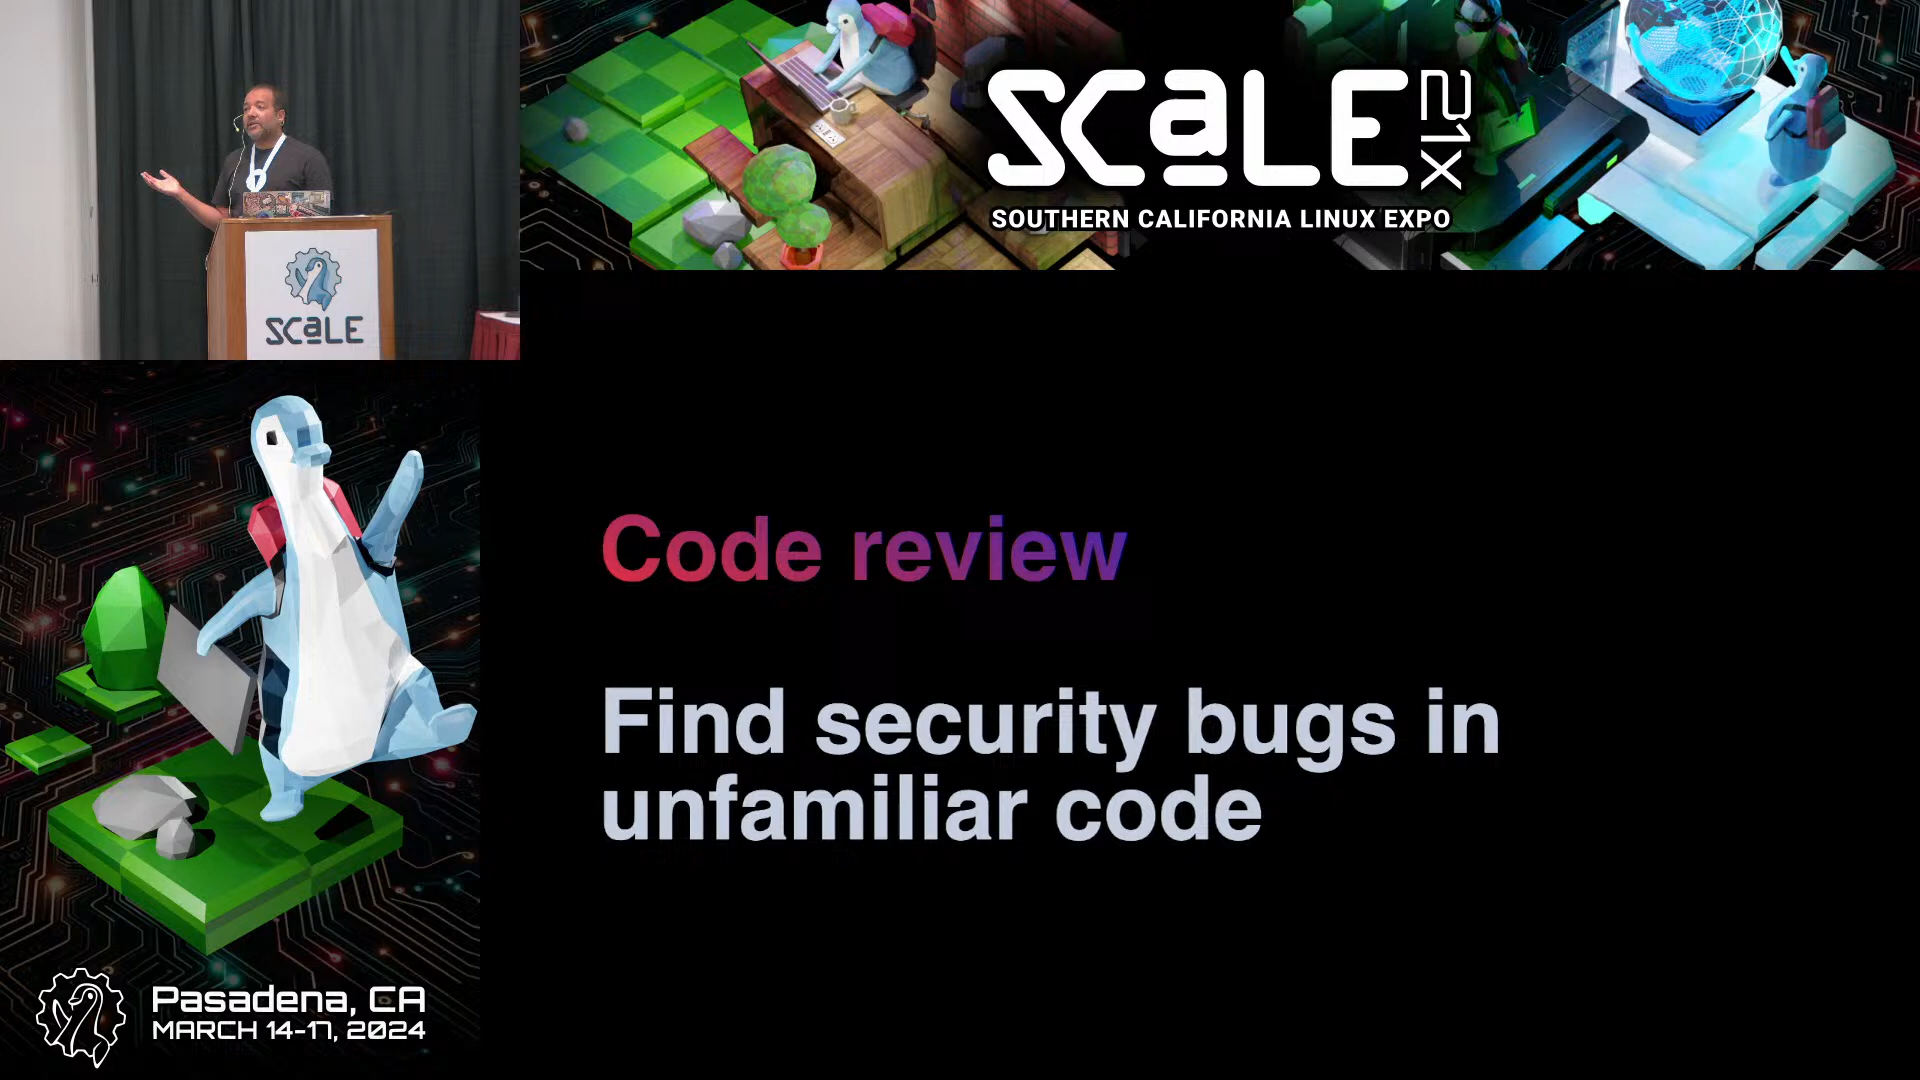 SCaLE 21X
SOUTHERN CALIFORNIA LINUX EXPO
SCaLE
Code review
Find security bugs in
unfamiliar code
Pasadena, CA
MARCH 14-17, 2024